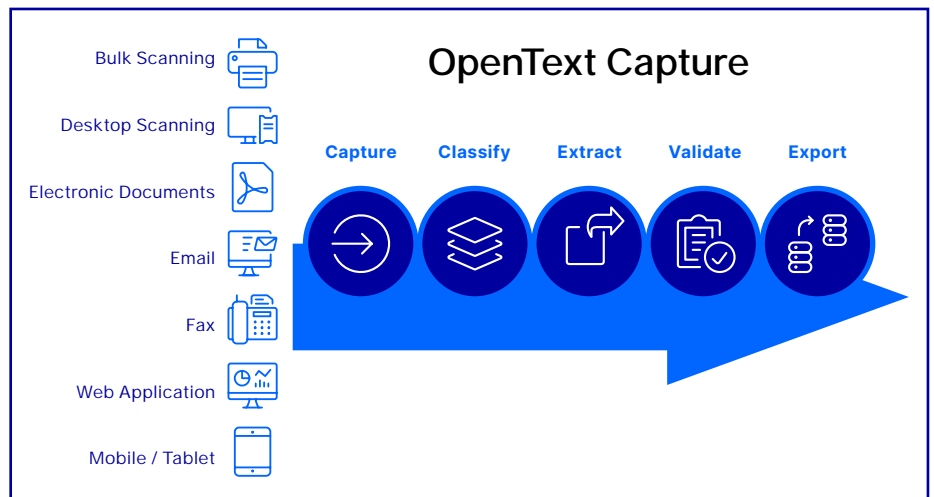 OpenText Capture
Bulk Scanning
Desktop Scanning
Electronic Documents
Email
Fax
Web Application
Mobile / Tablet
Capture
Classify
Extract
Validate
Export